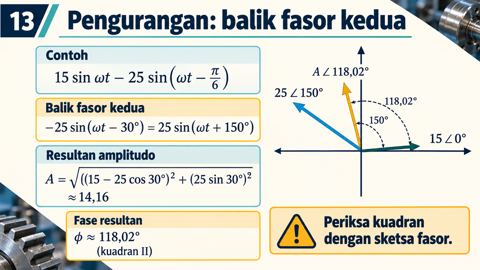 13 Pengurangan: balik fasor kedua
Contoh
15 sin ωt − 25 sin(ωt − π/6)
Balik fasor kedua
−25 sin(ωt − 30°) = 25 sin(ωt + 150°)
Resultan amplitudo
A = √((15 − 25 cos 30°)² + (25 sin 30°)²
≈ 14,16
Fase resultan
ϕ ≈ 118,02°
(kuadran II)
A∠118,02°
25∠150°
118,02°
150°
15∠0°
Periksa kuadran
dengan sketsa fasor.